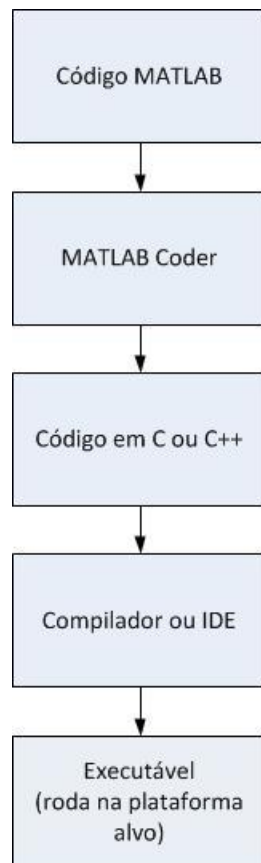 Código MATLAB
MATLAB Coder
Código em C ou C++
Compilador ou IDE
Executável
(roda na plataforma
alvo)